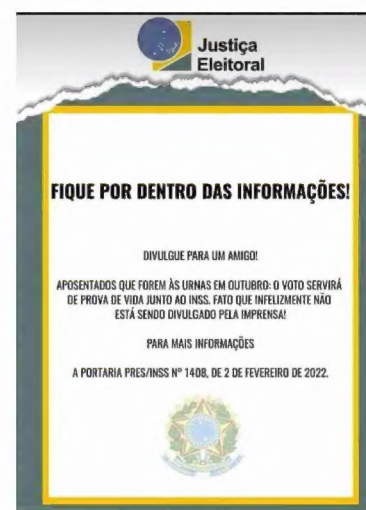 Justiça
Eleitoral
FIQUE POR DENTRO DAS INFORMAÇÕES!
DIVULGUE PARA UM AMIGO!
APOSENTADOS QUE FOREM ÀS URNAS EM OUTUBRO: O VOTO SERVIRÁ
DE PROVA DE VIDA JUNTO AO INSS. FATO QUE INFELIZMENTE NÃO
ESTÁ SENDO DIVULGADO PELA IMPRENSA!
PARA MAIS INFORMAÇÕES
A PORTARIA PRES/INSS Nº 1408, DE 2 DE FEVEREIRO DE 2022.